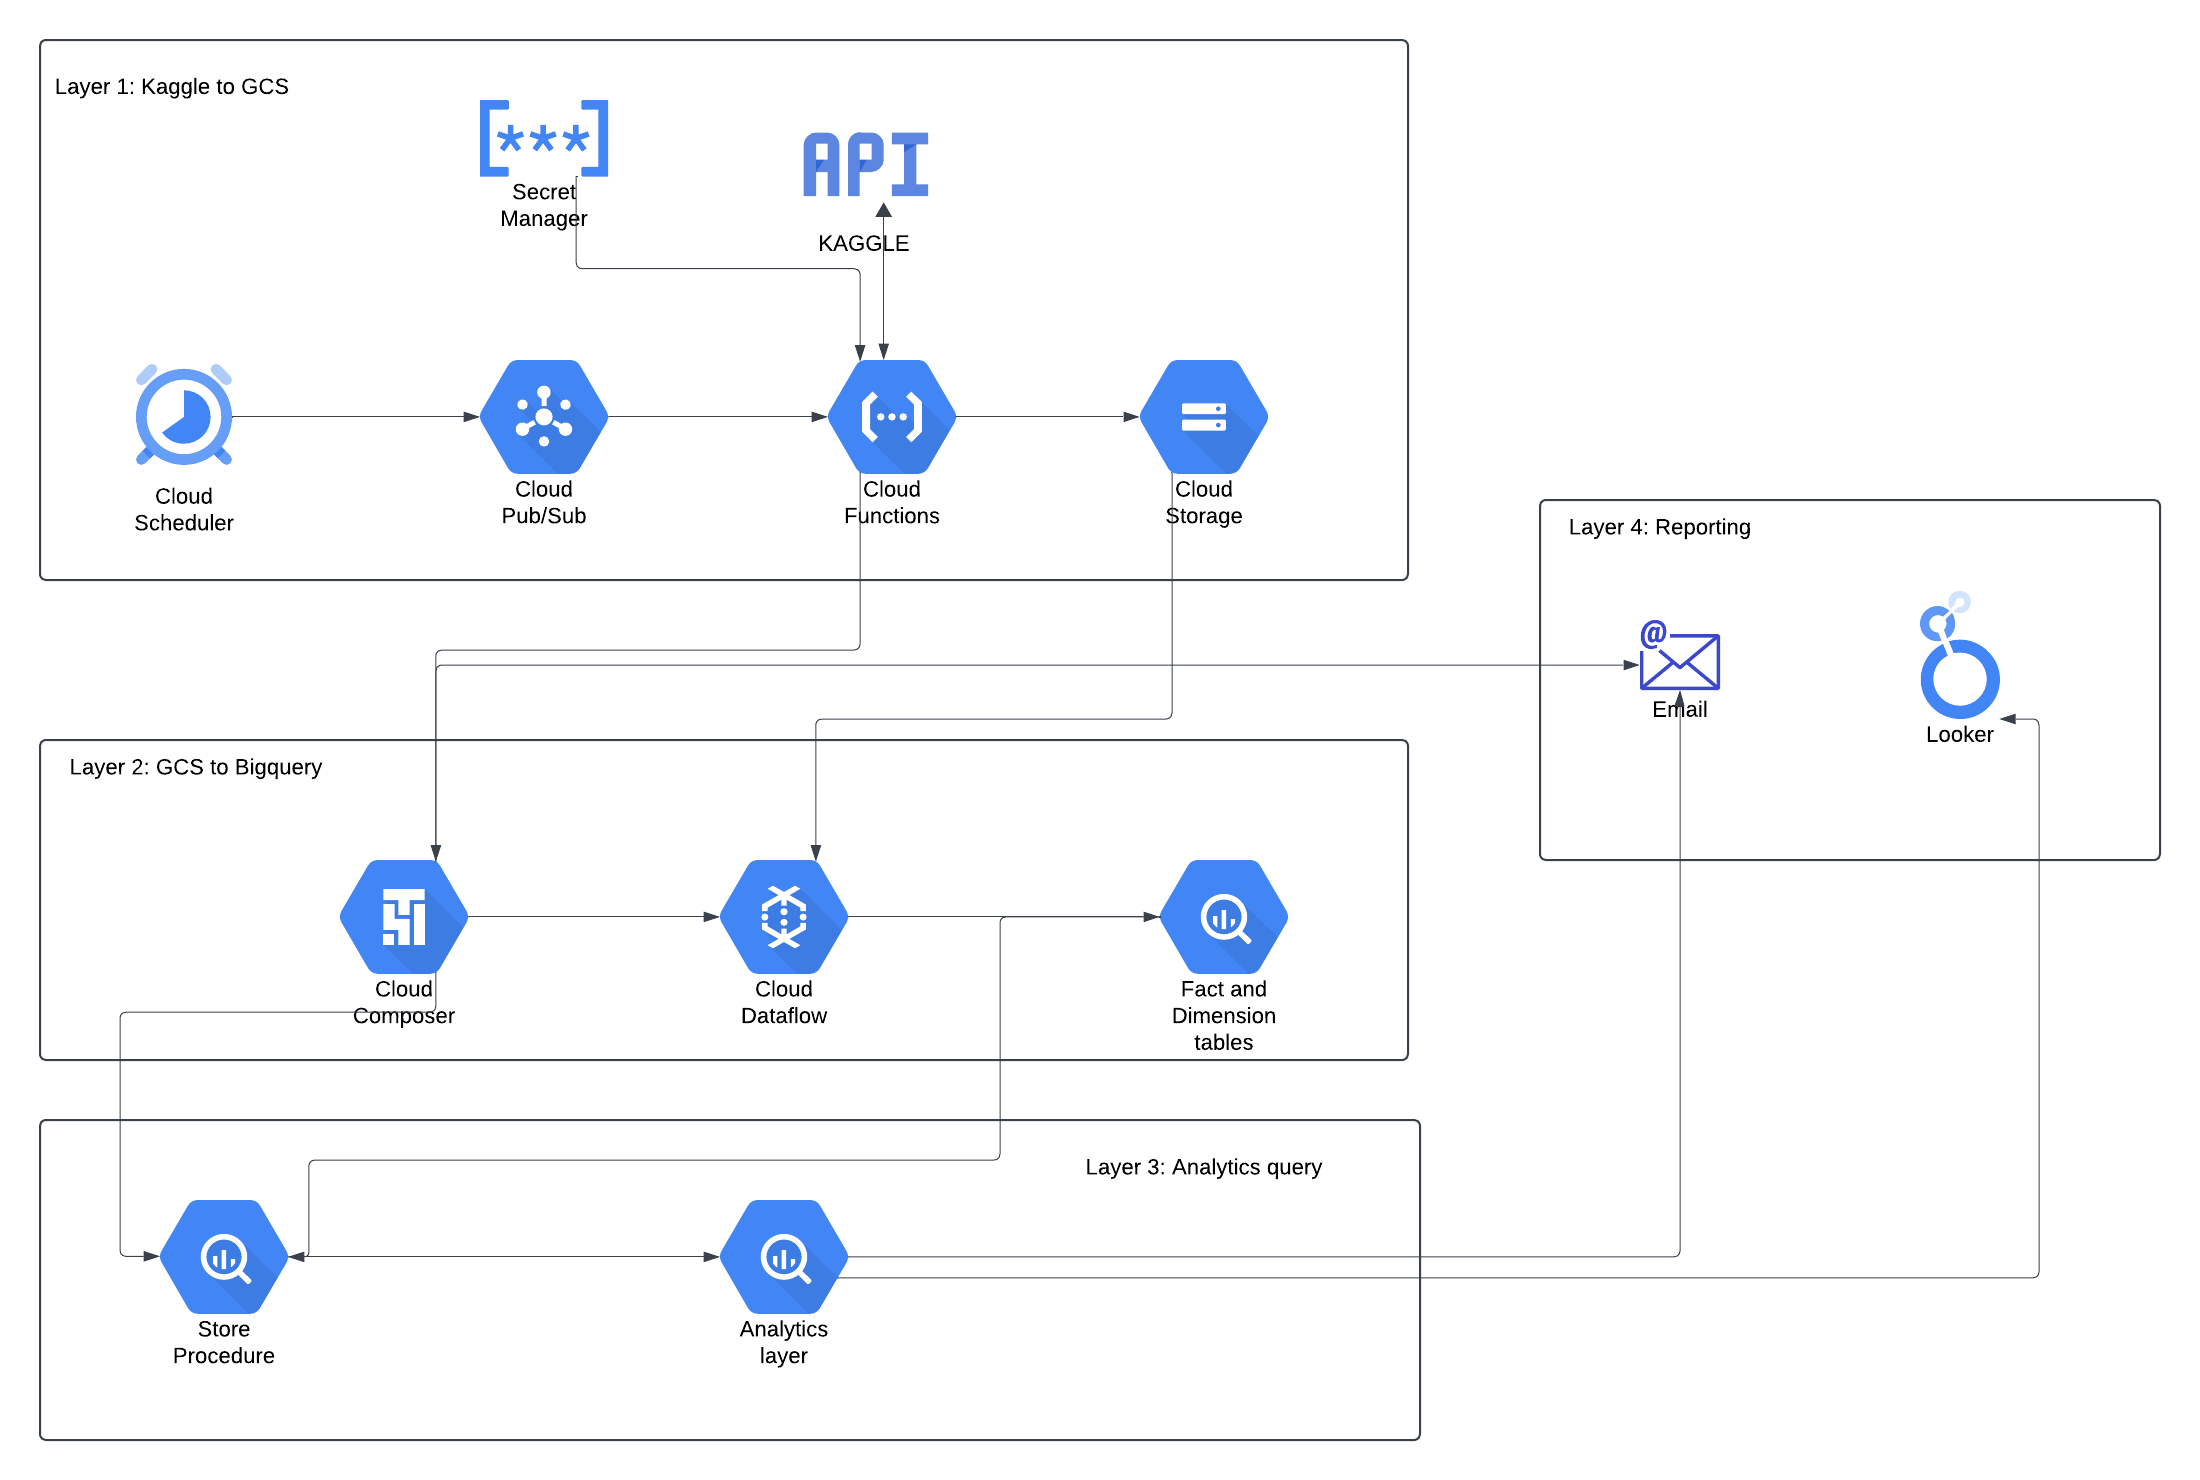 Layer 1: Kaggle to GCS
***
Secret
Manager
API
KAGGLE
Cloud
Scheduler
Cloud
Pub/Sub
Cloud
Functions
Cloud
Storage
Layer 4: Reporting
@
Email
Looker
Layer 2: GCS to Bigquery
Cloud
Composer
Cloud
Dataflow
Fact and
Dimension
tables
Layer 3: Analytics query
Store
Procedure
Analytics
layer